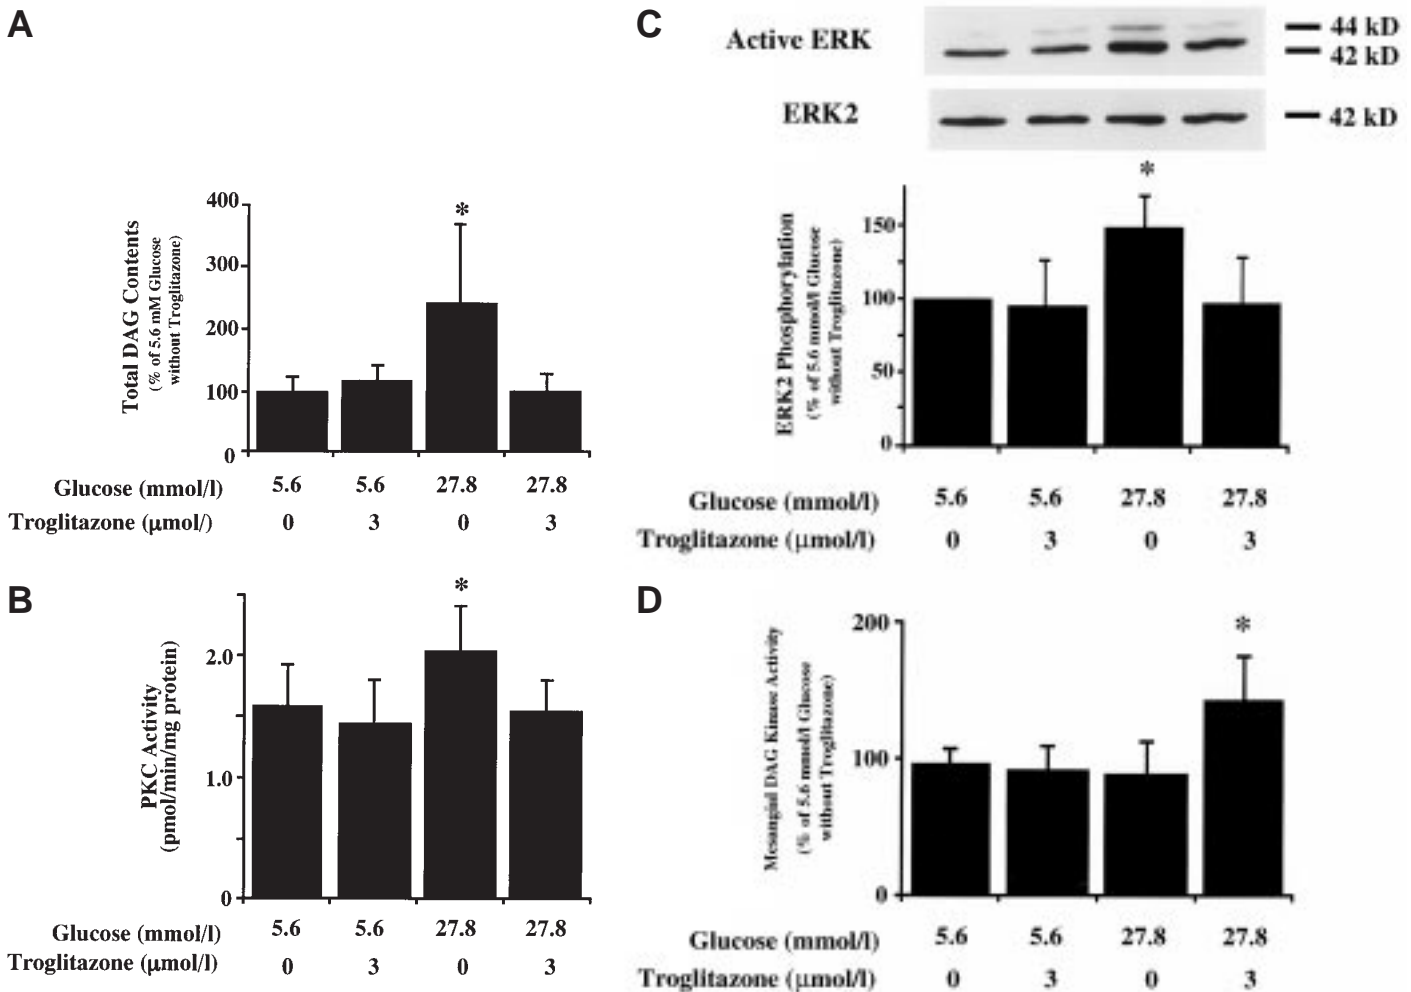 A
400
*
300
200
100
0
Total DAG Contents
(% of 5.6 mM Glucose
without Troglitazone)
Glucose (mmol/l) 5.6 5.6 27.8 27.8
Troglitazone (μmol/) 0 3 0 3
B
*
2.0
1.0
0
PKC Activity
(pmol/min/mg protein)
Glucose (mmol/l) 5.6 5.6 27.8 27.8
Troglitazone (μmol/l) 0 3 0 3
C
Active ERK
44 kD
42 kD
ERK2
42 kD
*
150
100
50
0
ERK2 Phosphorylation
(% of 5.6 mmol/l Glucose
without Troglitazone)
Glucose (mmol/l) 5.6 5.6 27.8 27.8
Troglitazone (μmol/l) 0 3 0 3
D
200
*
100
0
Mesangial DAG Kinase Activity
(% of 5.6 mmol/l Glucose
without Troglitazone)
Glucose (mmol/l) 5.6 5.6 27.8 27.8
Troglitazone (μmol/l) 0 3 0 3